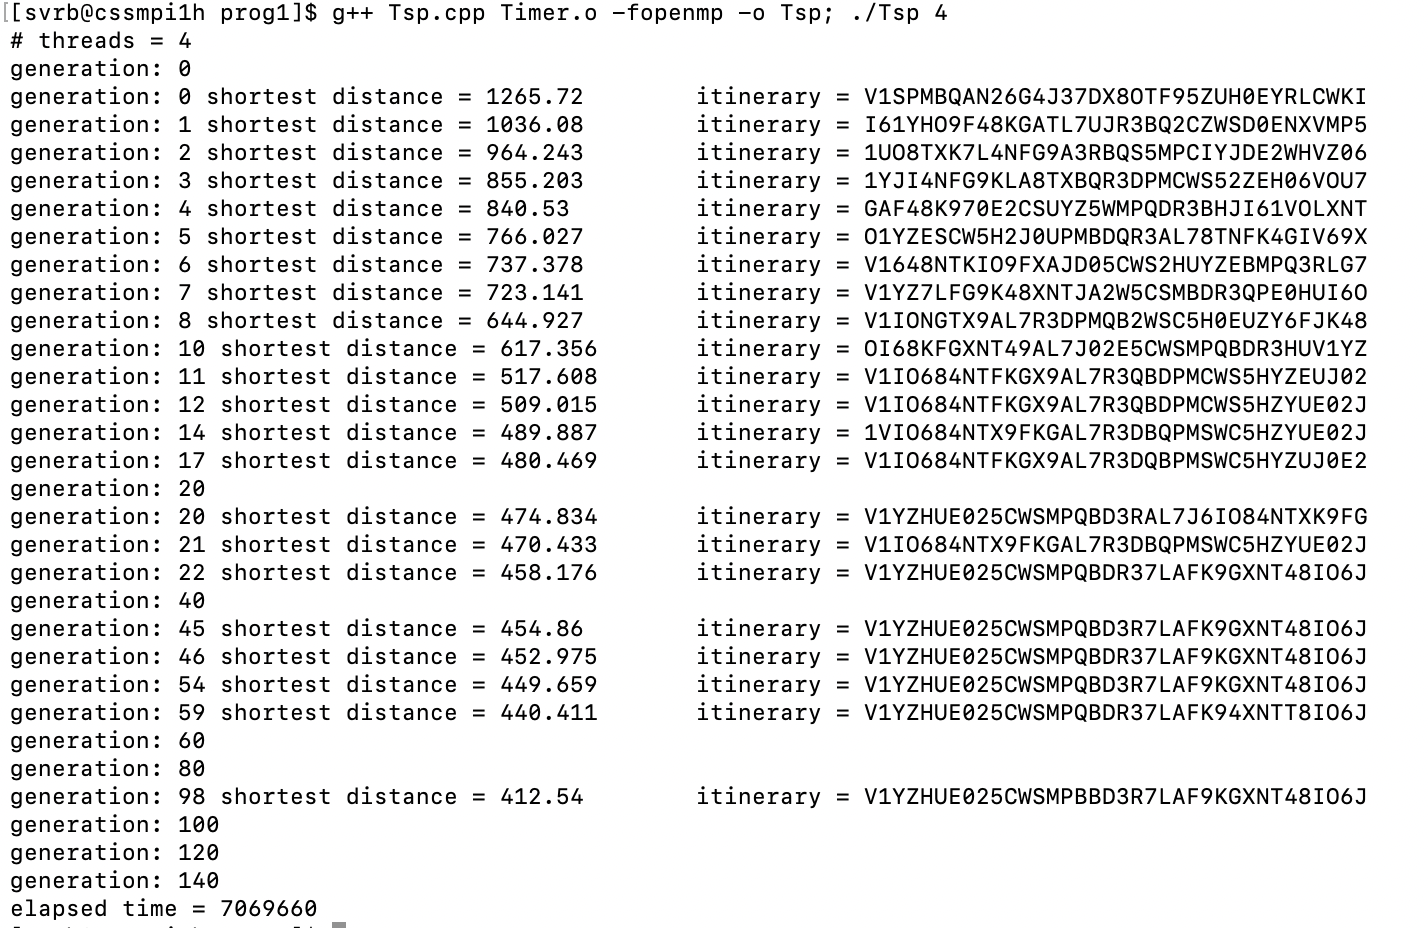 [[svrb@cssmpi1h prog1]$ g++ Tsp.cpp Timer.o -fopenmp -o Tsp; ./Tsp 4
# threads = 4
generation: 0
generation: 0 shortest distance = 1265.72 itinerary = V1SPMBQAN26G4J37DX8OTF95ZUH0EYRLCWKI
generation: 1 shortest distance = 1036.08 itinerary = I61YHO9F48KGATL7UJR3BQ2CZWSD0ENXVMP5
generation: 2 shortest distance = 964.243 itinerary = 1UO8TXK7L4NFG9A3RBQS5MPCIYJDE2WHVZ06
generation: 3 shortest distance = 855.203 itinerary = 1YJI4NFG9KLA8TXBQR3DPMCWS52ZEH06VOU7
generation: 4 shortest distance = 840.53 itinerary = GAF48K970E2CSUYZ5WMPQDR3BHJI61VOLXNT
generation: 5 shortest distance = 766.027 itinerary = O1YZESCW5H2J0UPMBDQR3AL78TNFK4GIV69X
generation: 6 shortest distance = 737.378 itinerary = V1648NTKIO9FXAJD05CWS2HUYZEBMPQ3RLG7
generation: 7 shortest distance = 723.141 itinerary = V1YZ7LFG9K48XNTJA2W5CSMBDR3QPE0HUI6O
generation: 8 shortest distance = 644.927 itinerary = V1IONGTX9AL7R3DPMQB2WSC5H0EUZY6FJK48
generation: 10 shortest distance = 617.356 itinerary = OI68KFGXNT49AL7J02E5CWSMPQBDR3HUV1YZ
generation: 11 shortest distance = 517.608 itinerary = V1IO684NTFKGX9AL7R3QBDPMCWS5HYZEUJ02
generation: 12 shortest distance = 509.015 itinerary = V1IO684NTFKGX9AL7R3QBDPMCWS5HZYUE02J
generation: 14 shortest distance = 489.887 itinerary = 1VIO684NTX9FKGAL7R3DBQPMSWC5HZYUE02J
generation: 17 shortest distance = 480.469 itinerary = V1IO684NTFKGX9AL7R3DQBPMSWC5HYZUJ0E2
generation: 20
generation: 20 shortest distance = 474.834 itinerary = V1YZHUE025CWSMPQBD3RAL7J6IO84NTXK9FG
generation: 21 shortest distance = 470.433 itinerary = V1IO684NTX9FKGAL7R3DBQPMSWC5HZYUE02J
generation: 22 shortest distance = 458.176 itinerary = V1YZHUE025CWSMPQBDR37LAFK9GXNT48IO6J
generation: 40
generation: 45 shortest distance = 454.86 itinerary = V1YZHUE025CWSMPQBD3R7LAFK9GXNT48IO6J
generation: 46 shortest distance = 452.975 itinerary = V1YZHUE025CWSMPQBDR37LAF9KGXNT48IO6J
generation: 54 shortest distance = 449.659 itinerary = V1YZHUE025CWSMPQBD3R7LAF9KGXNT48IO6J
generation: 59 shortest distance = 440.411 itinerary = V1YZHUE025CWSMPQBDR37LAFK94XNTT8IO6J
generation: 60
generation: 80
generation: 98 shortest distance = 412.54 itinerary = V1YZHUE025CWSMPBBD3R7LAF9KGXNT48IO6J
generation: 100
generation: 120
generation: 140
elapsed time = 7069660